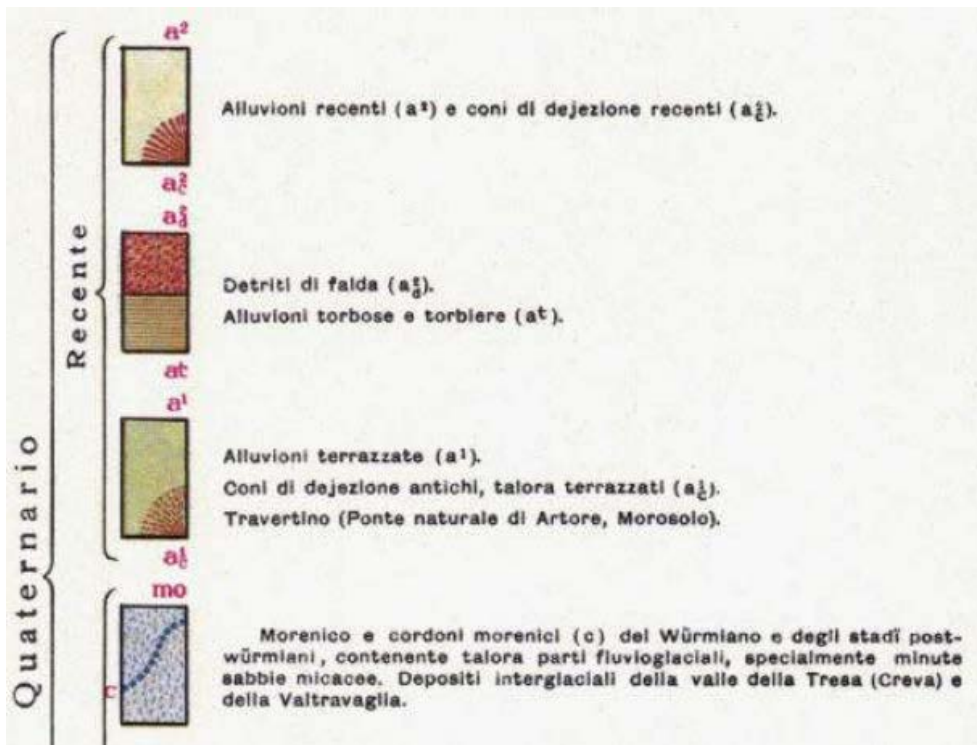 a²
Alluvioni recenti (a²) e coni di dejezione recenti (a²c).
a²c
a²d
Detriti di falda (a²d).
Alluvioni torbose e torbiere (at).
at
a¹
Alluvioni terrazzate (a¹).
Coni di dejezione antichi, talora terrazzati (a¹c).
Travertino (Ponte naturale di Artore, Morosolo).
a¹c
Recente
mo
Morenico e cordoni morenici (c) del Würmiano e degli stadî post-
würmiani, contenente talora parti fluvioglaciali, specialmente minute
sabbie micacee. Depositi interglaciali della valle della Tresa (Creva) e
della Valtravaglia.
c
Quaternario